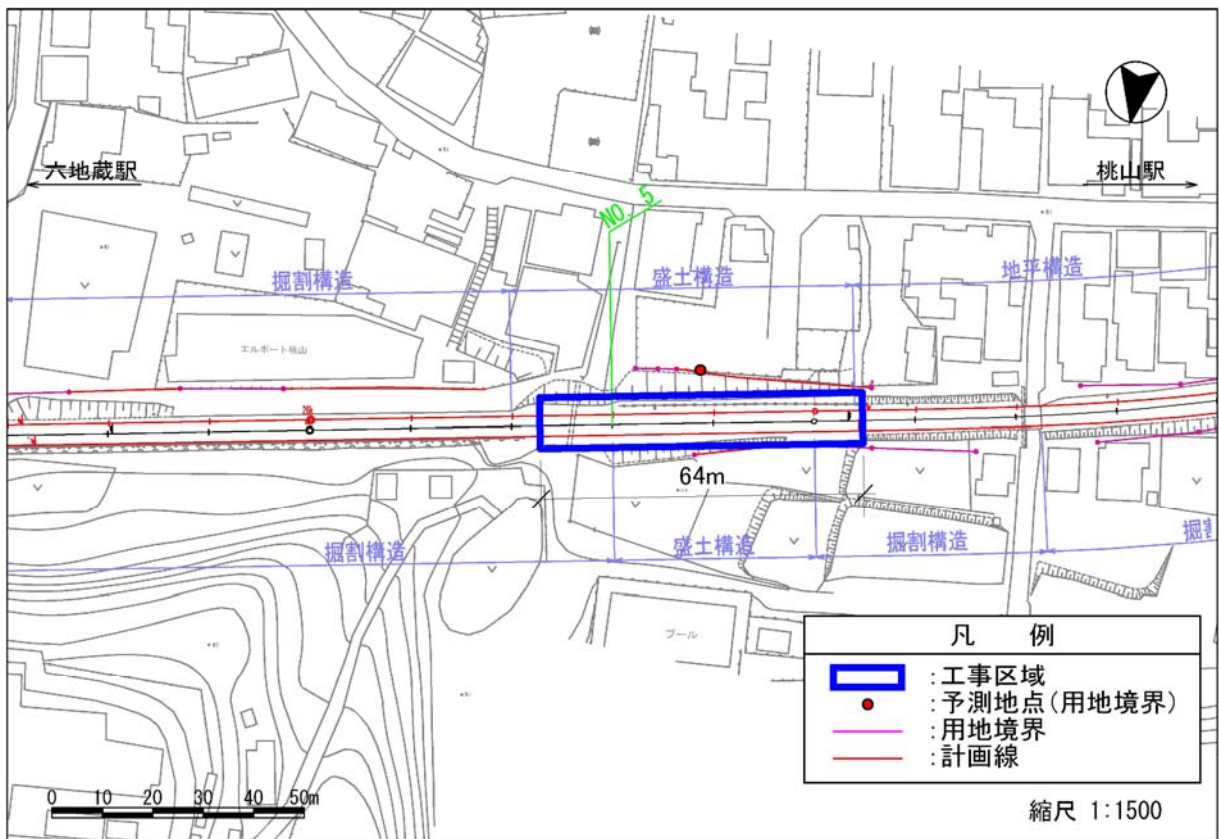 六地蔵駅
桃山駅
NO. 5
掘割構造
盛土構造
地平構造
エルポート桃山
64m
掘割構造
盛土構造
掘割構造
プール
凡 例
:工事区域
:予測地点(用地境界)
:用地境界
:計画線
0 10 20 30 40 50m
縮尺 1:1500